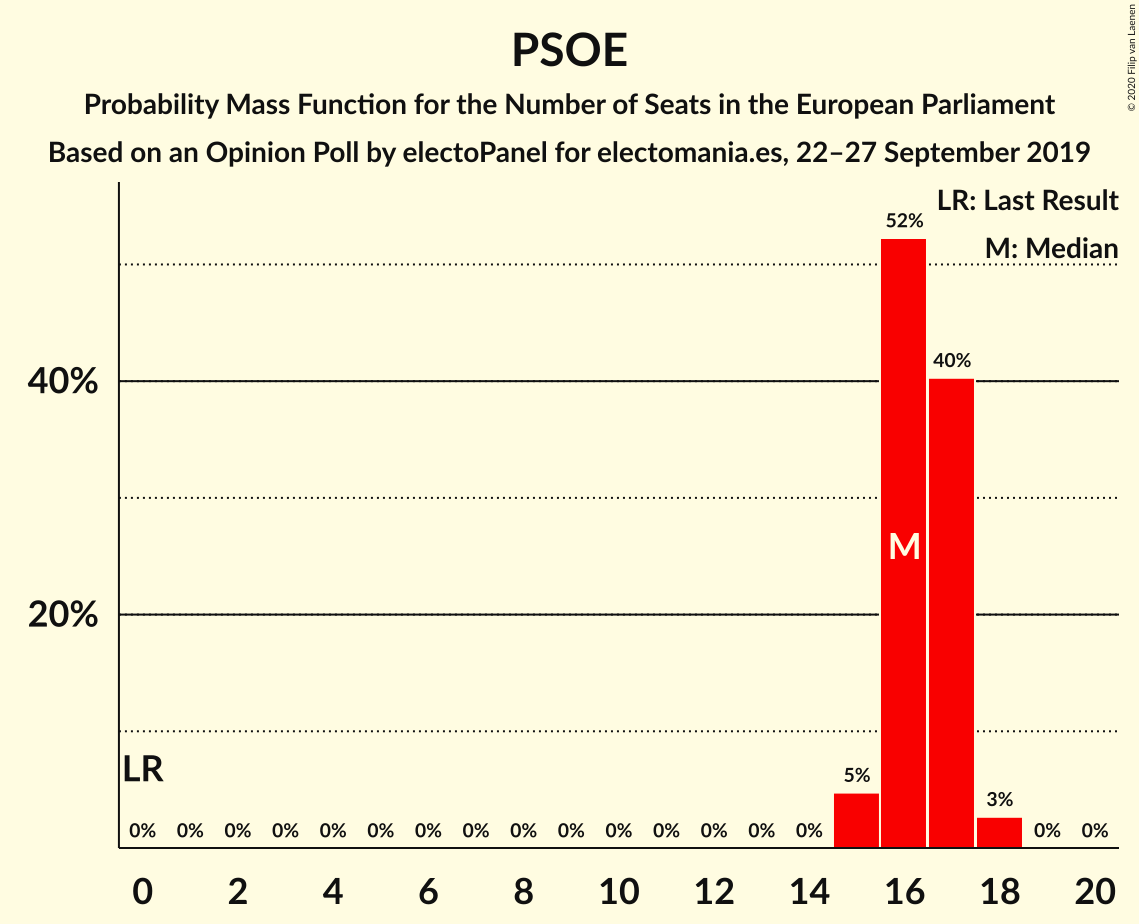 PSOE
Probability Mass Function for the Number of Seats in the European Parliament
Based on an Opinion Poll by electoPanel for electomania.es, 22–27 September 2019
© 2020 Filip van Laenen
LR: Last Result
M: Median
52%
40%
40%
M
20%
LR
5%
3%
0% 0% 0% 0% 0% 0% 0% 0% 0% 0% 0% 0% 0% 0% 0% 0% 0%
0 2 4 6 8 10 12 14 16 18 20